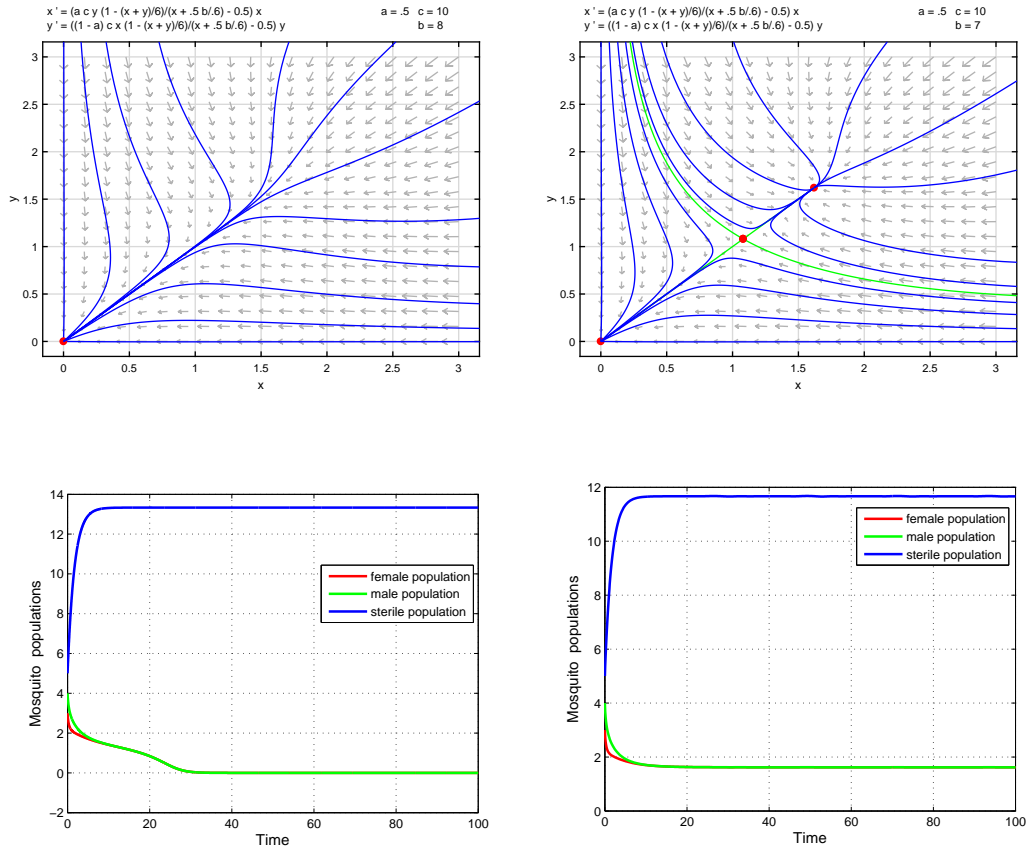 x ' = (a c y (1 - (x + y)/6)/(x + .5 b/.6) - 0.5) x
y ' = ((1 - a) c x (1 - (x + y)/6)/(x + .5 b/.6) - 0.5) y
a = .5 c = 10
b = 8
3
2.5
2
1.5
1
0.5
0
y
0 0.5 1 1.5 2 2.5 3
x
x ' = (a c y (1 - (x + y)/6)/(x + .5 b/.6) - 0.5) x
y ' = ((1 - a) c x (1 - (x + y)/6)/(x + .5 b/.6) - 0.5) y
a = .5 c = 10
b = 7
3
2.5
2
1.5
1
0.5
0
y
0 0.5 1 1.5 2 2.5 3
x
14
12
10
8
6
4
2
0
−2
Mosquito populations
female population
male population
sterile population
0 20 40 60 80 100
Time
12
10
8
6
4
2
0
Mosquito populations
female population
male population
sterile population
0 20 40 60 80 100
Time